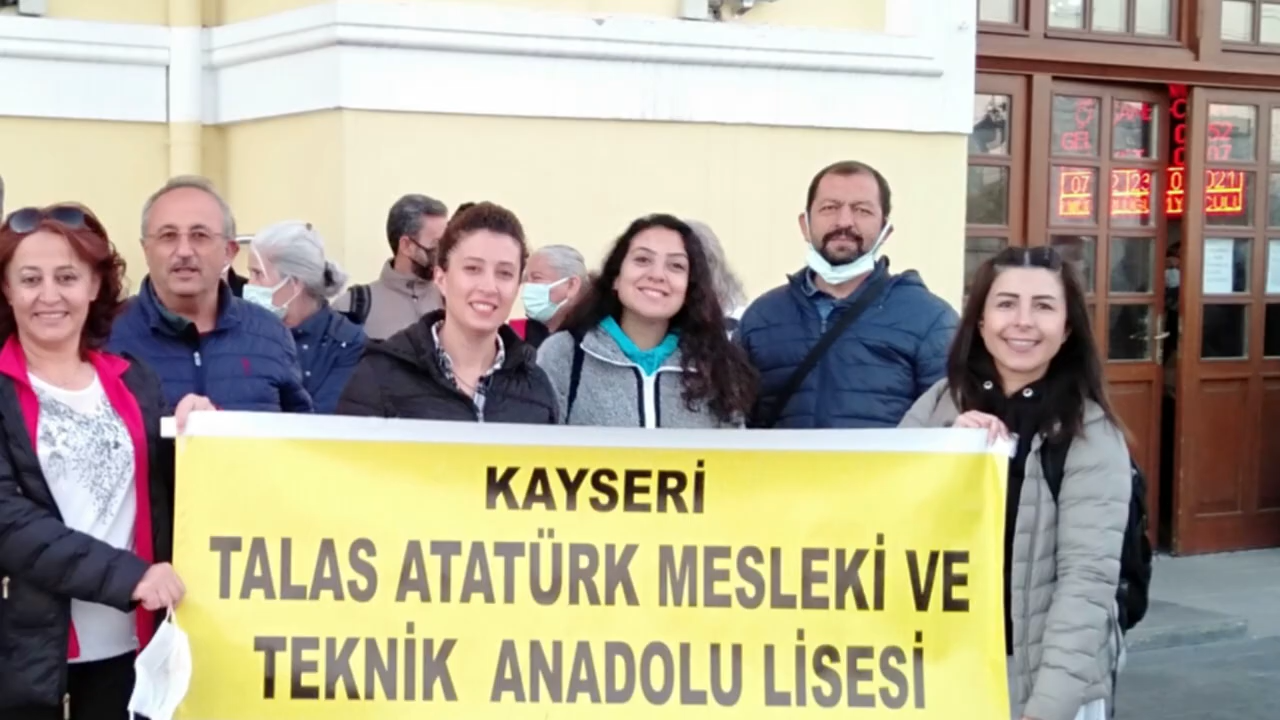 KAYSERİ
TALAS ATATÜRK MESLEKİ VE
TEKNİK ANADOLU LİSESİ